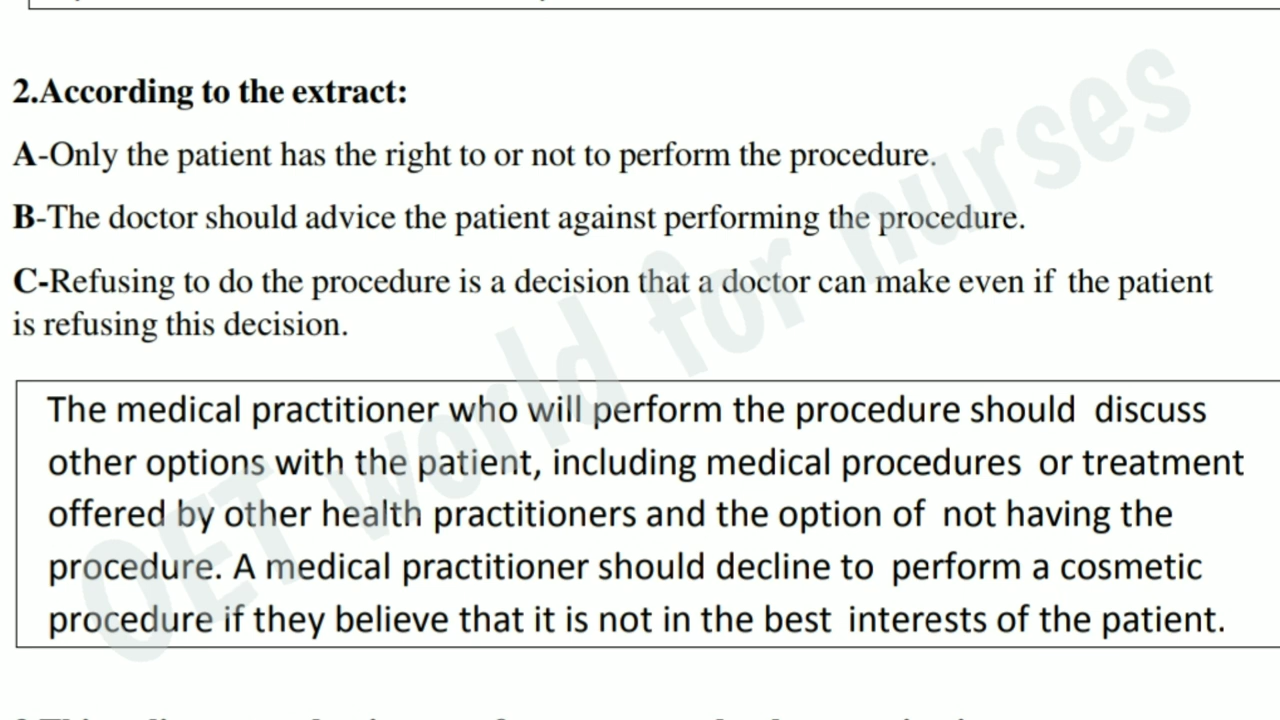 2.According to the extract:
A-Only the patient has the right to or not to perform the procedure.
B-The doctor should advice the patient against performing the procedure.
C-Refusing to do the procedure is a decision that a doctor can make even if the patient
is refusing this decision.
The medical practitioner who will perform the procedure should discuss
other options with the patient, including medical procedures or treatment
offered by other health practitioners and the option of not having the
procedure. A medical practitioner should decline to perform a cosmetic
procedure if they believe that it is not in the best interests of the patient.
OET world for nurses